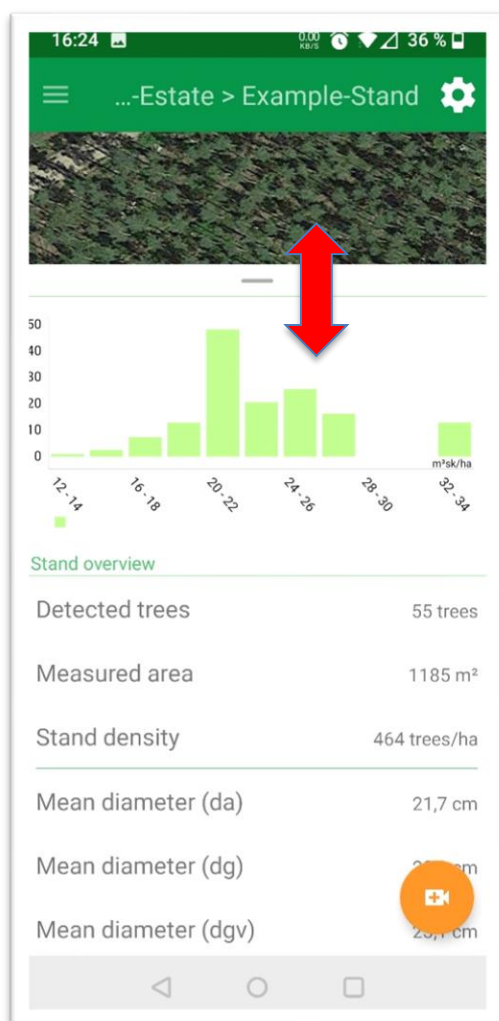 16:24 0.00 KB/S 36 %
...-Estate > Example-Stand
50
40
30
20
10
0
m³sk/ha
12 - 14 16 - 18 20 - 22 24 - 26 28 - 30 32 - 34
Stand overview
Detected trees 55 trees
Measured area 1185 m²
Stand density 464 trees/ha
Mean diameter (da) 21,7 cm
Mean diameter (dg) cm
Mean diameter (dgv) cm